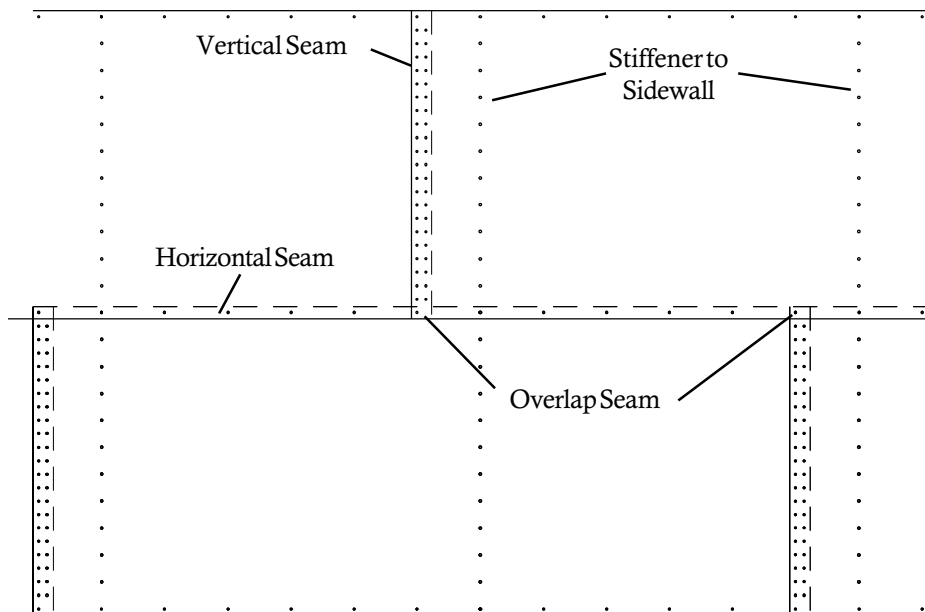 Vertical Seam
Stiffener to
Sidewall
Horizontal Seam
Overlap Seam